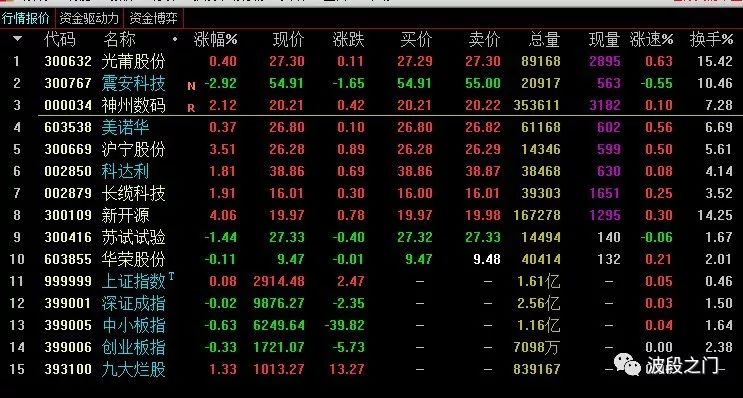 行情报价 资金驱动力 资金博弈
代码 名称 涨幅% 现价 涨跌 买价 卖价 总量 现量 涨速% 换手%
1 300632 光莆股份 0.40 27.30 0.11 27.29 27.30 89168 2895 0.63 15.42
2 300767 震安科技 N -2.92 54.91 -1.65 54.91 55.00 20917 563 -0.55 10.46
3 000034 神州数码 R 2.12 20.21 0.42 20.21 20.22 353611 3182 0.10 7.28
4 603538 美诺华 0.37 26.80 0.10 26.80 26.82 61168 602 0.56 6.69
5 300669 沪宁股份 3.51 26.28 0.89 26.25 26.29 14346 599 0.50 5.61
6 002850 科达利 1.81 38.86 0.69 38.86 38.87 38468 630 0.08 4.14
7 002879 长缆科技 1.91 16.01 0.30 16.00 16.01 39303 1651 0.25 3.52
8 300109 新开源 4.06 19.97 0.78 19.97 19.98 167278 1295 0.30 14.25
9 300416 苏试试验 -1.44 27.33 -0.40 27.32 27.33 14494 140 -0.06 1.67
10 603855 华荣股份 -0.11 9.47 -0.01 9.47 9.48 40414 132 0.21 2.01
11 999999 上证指数 T 0.08 2914.48 2.47 — — 1.61亿 — 0.05 0.46
12 399001 深证成指 -0.02 9876.27 -2.35 — — 2.56亿 — 0.03 1.50
13 399005 中小板指 -0.63 6249.64 -39.82 — — 1.16亿 — 0.04 1.64
14 399006 创业板指 -0.33 1721.07 -5.73 — — 7098万 — 0.00 2.38
15 393100 九大烂股 1.33 1013.27 13.27 — — 839167
波段之门